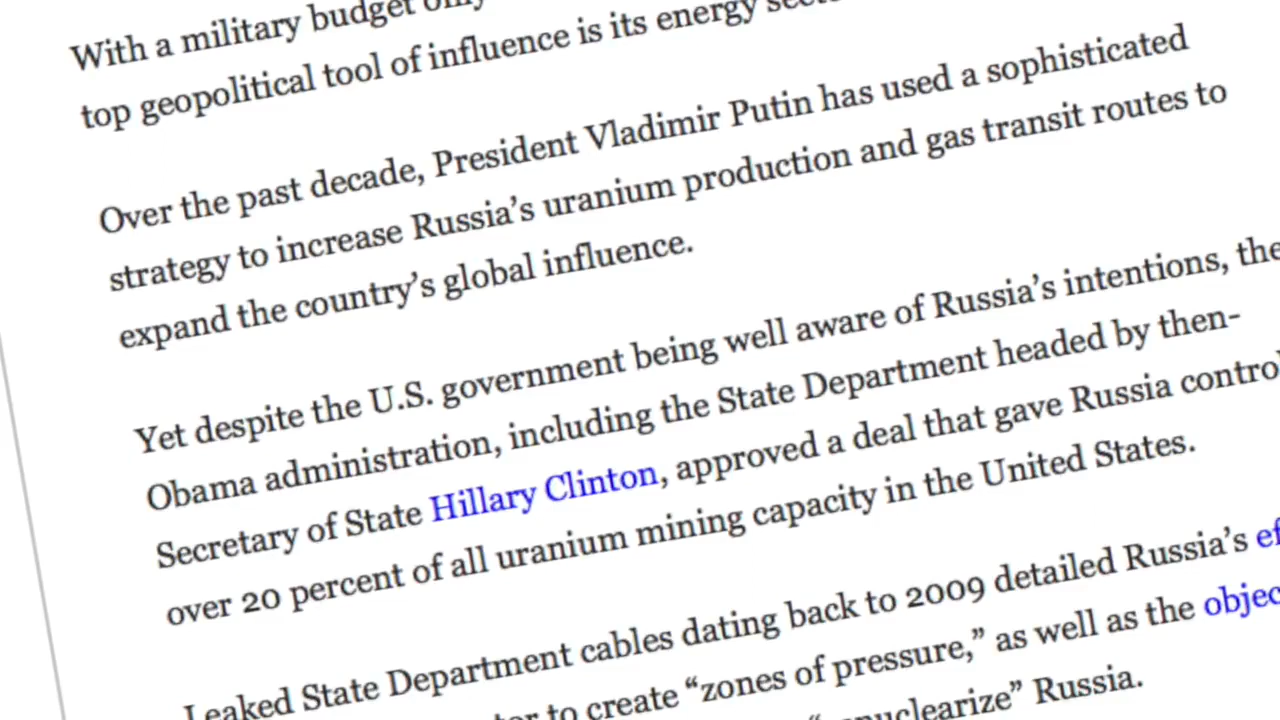 With a military budget only
top geopolitical tool of influence is its energy
Over the past decade, President Vladimir Putin has used a sophisticated
strategy to increase Russia’s uranium production and gas transit routes to
expand the country’s global influence.
Yet despite the U.S. government being well aware of Russia’s intentions, the
Obama administration, including the State Department headed by then-
Secretary of State Hillary Clinton, approved a deal that gave Russia control
over 20 percent of all uranium mining capacity in the United States.
Leaked State Department cables dating back to 2009 detailed Russia’s
to create “zones of pressure,” as well as the
Russia.